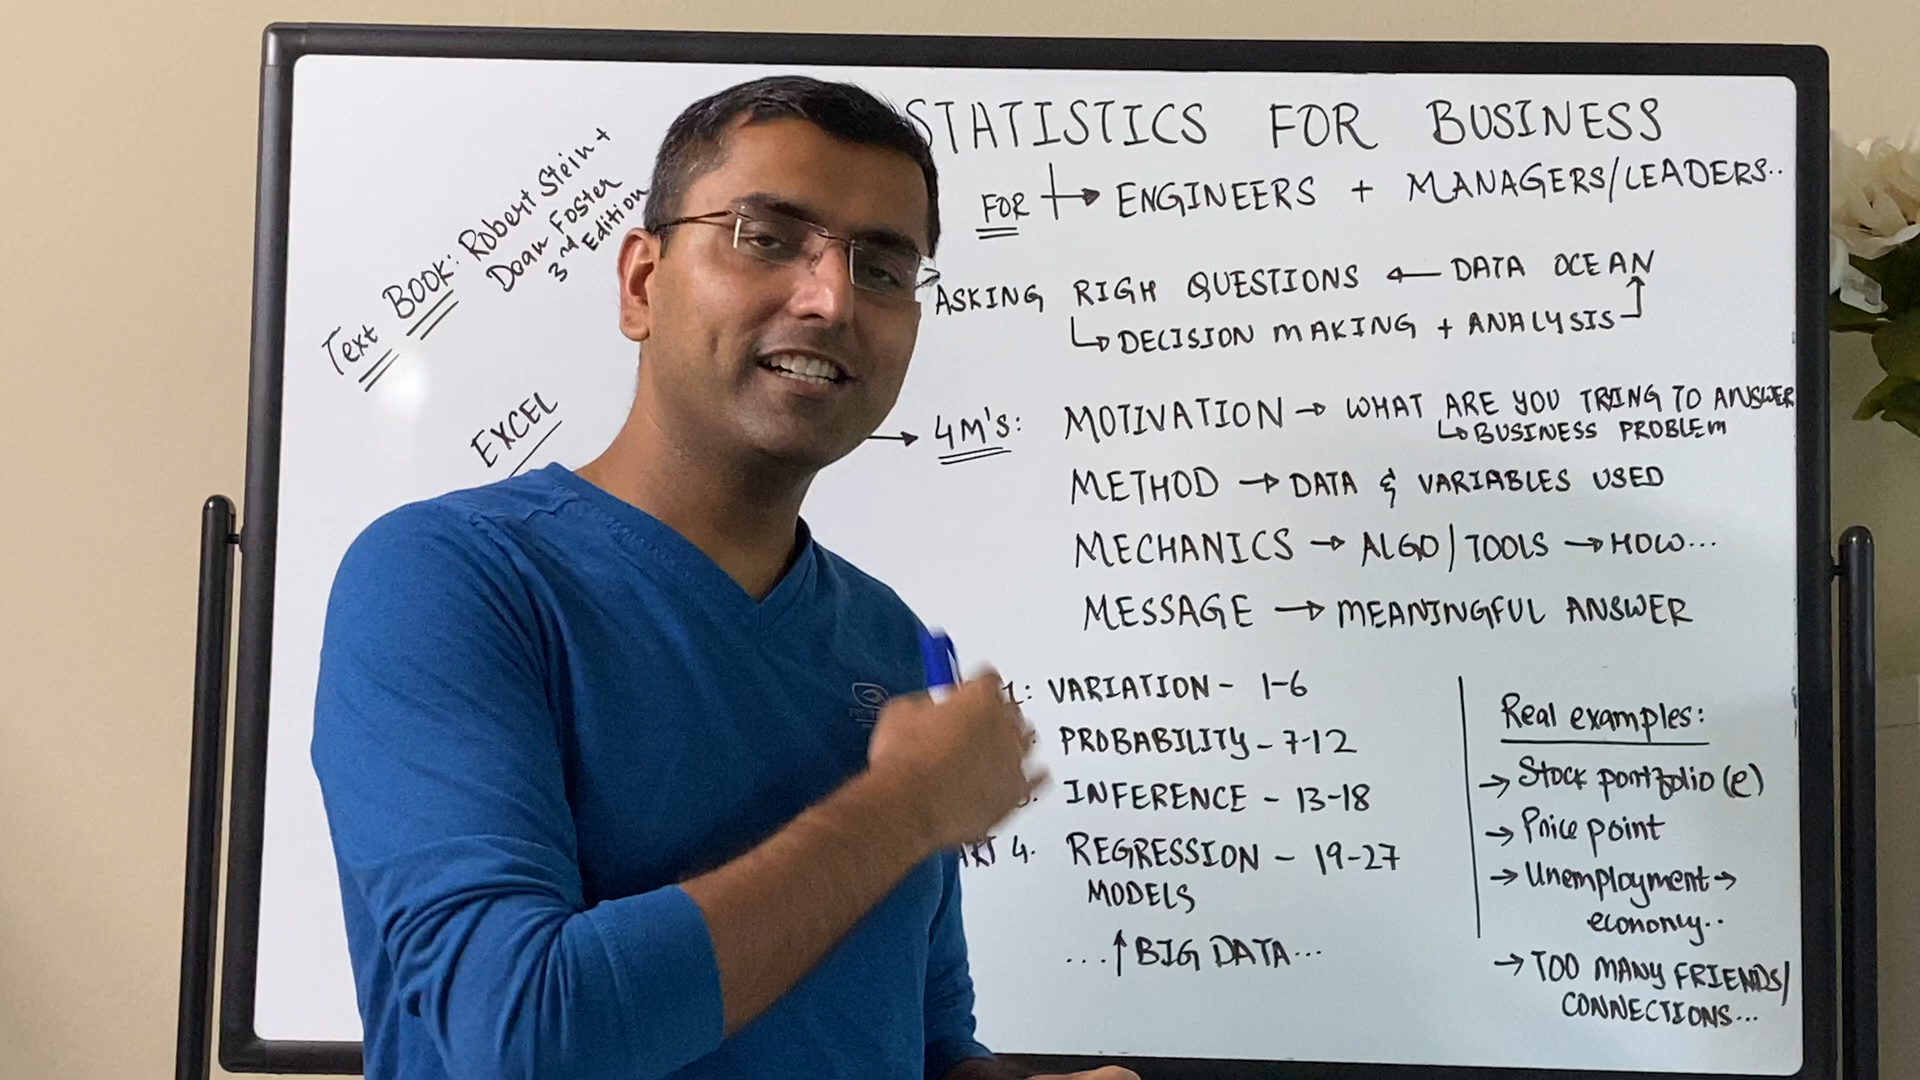 STATISTICS FOR BUSINESS
FOR → ENGINEERS + MANAGERS/LEADERS..
Text BOOK: Robert Stein +
Dean Foster
3rd Edition
EXCEL
ASKING RIGH QUESTIONS ← DATA OCEAN
↳ DECISION MAKING + ANALYSIS
→ 4M's: MOTIVATION → WHAT ARE YOU TRING TO ANSWER
↳ BUSINESS PROBLEM
METHOD → DATA & VARIABLES USED
MECHANICS → ALGO/TOOLS → HOW...
MESSAGE → MEANINGFUL ANSWER
1: VARIATION - 1-6
PROBABILITY - 7-12
3. INFERENCE - 13-18
ART 4. REGRESSION - 19-27
MODELS
... ↑ BIG DATA...
Real examples:
→ Stock portfolio (e)
→ Price point
→ Unemployment →
economy..
→ TOO MANY FRIENDS/
CONNECTIONS...